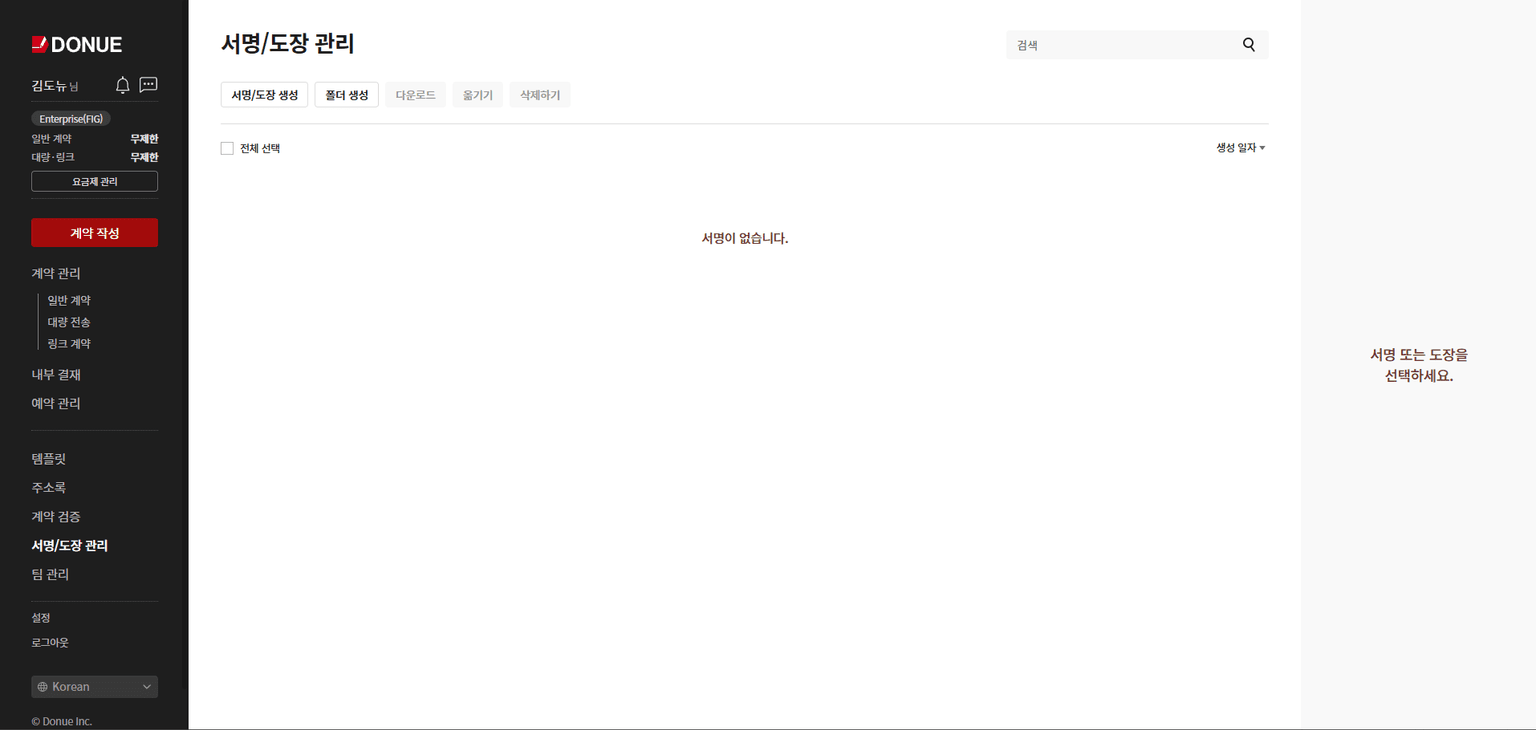 DONUE
김도뉴 님
Enterprise(FIG)
일반 계약 무제한
대량·링크 무제한
요금제 관리
계약 작성
계약 관리
일반 계약
대량 전송
링크 계약
내부 결재
예약 관리
템플릿
주소록
계약 검증
서명/도장 관리
팀 관리
설정
로그아웃
Korean
© Donue Inc.
서명/도장 관리
검색
서명/도장 생성 폴더 생성 다운로드 옮기기 삭제하기
전체 선택 생성 일자
서명이 없습니다.
서명 또는 도장을
선택하세요.